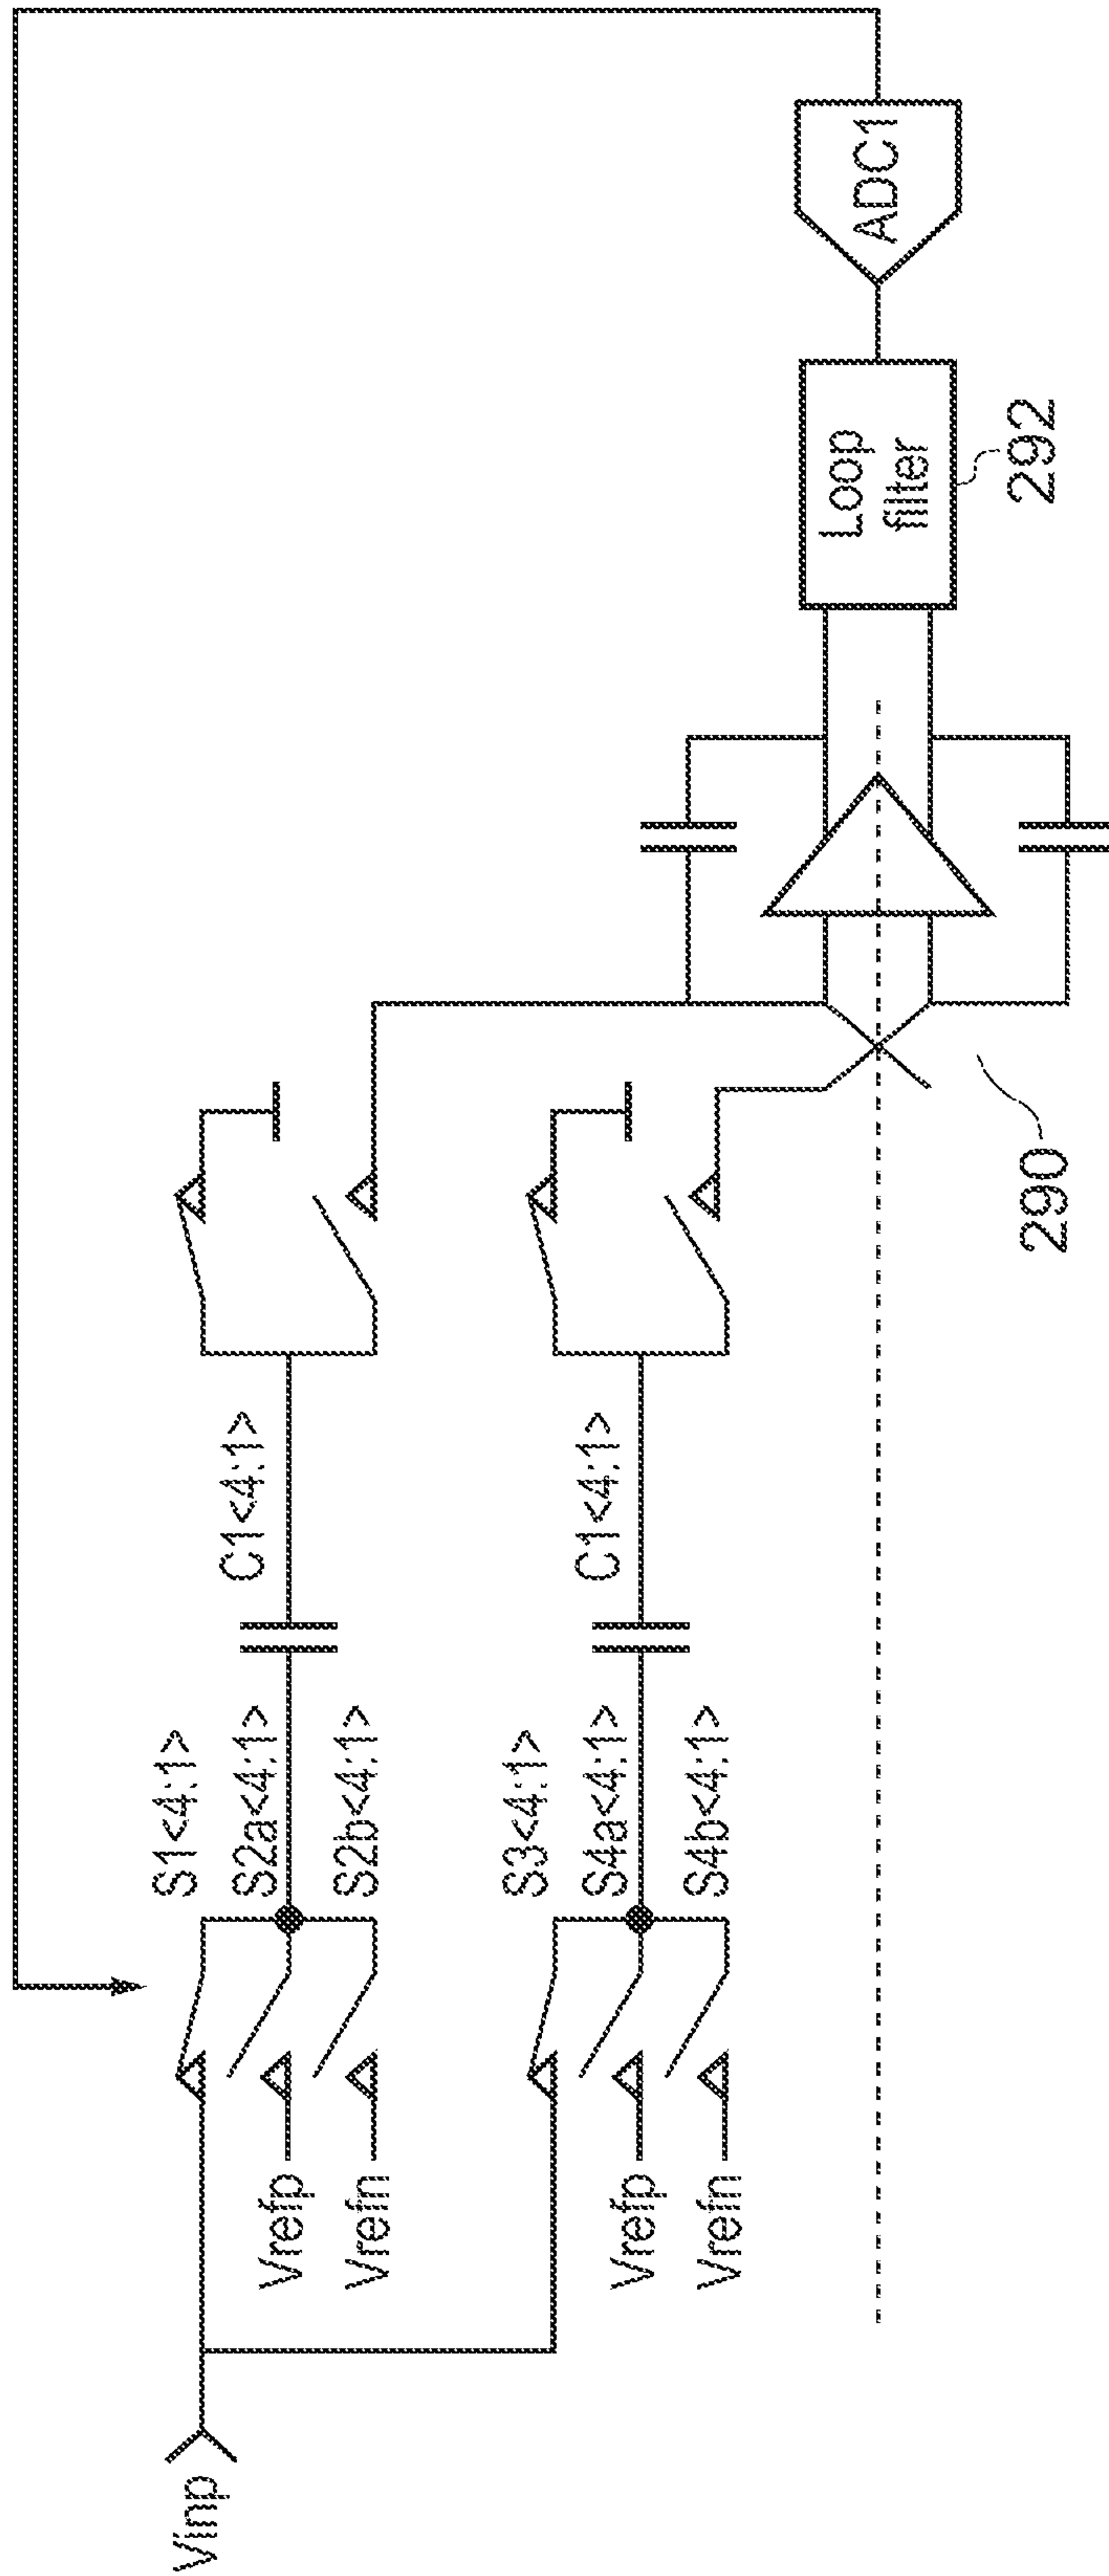 Vinp
S1<4:1>
S2a<4:1>
S2b<4:1>
Vrefp
Vrefn
C1<4:1>
S3<4:1>
S4a<4:1>
S4b<4:1>
Vrefp
Vrefn
C1<4:1>
290
Loop
filter
292
ADC1